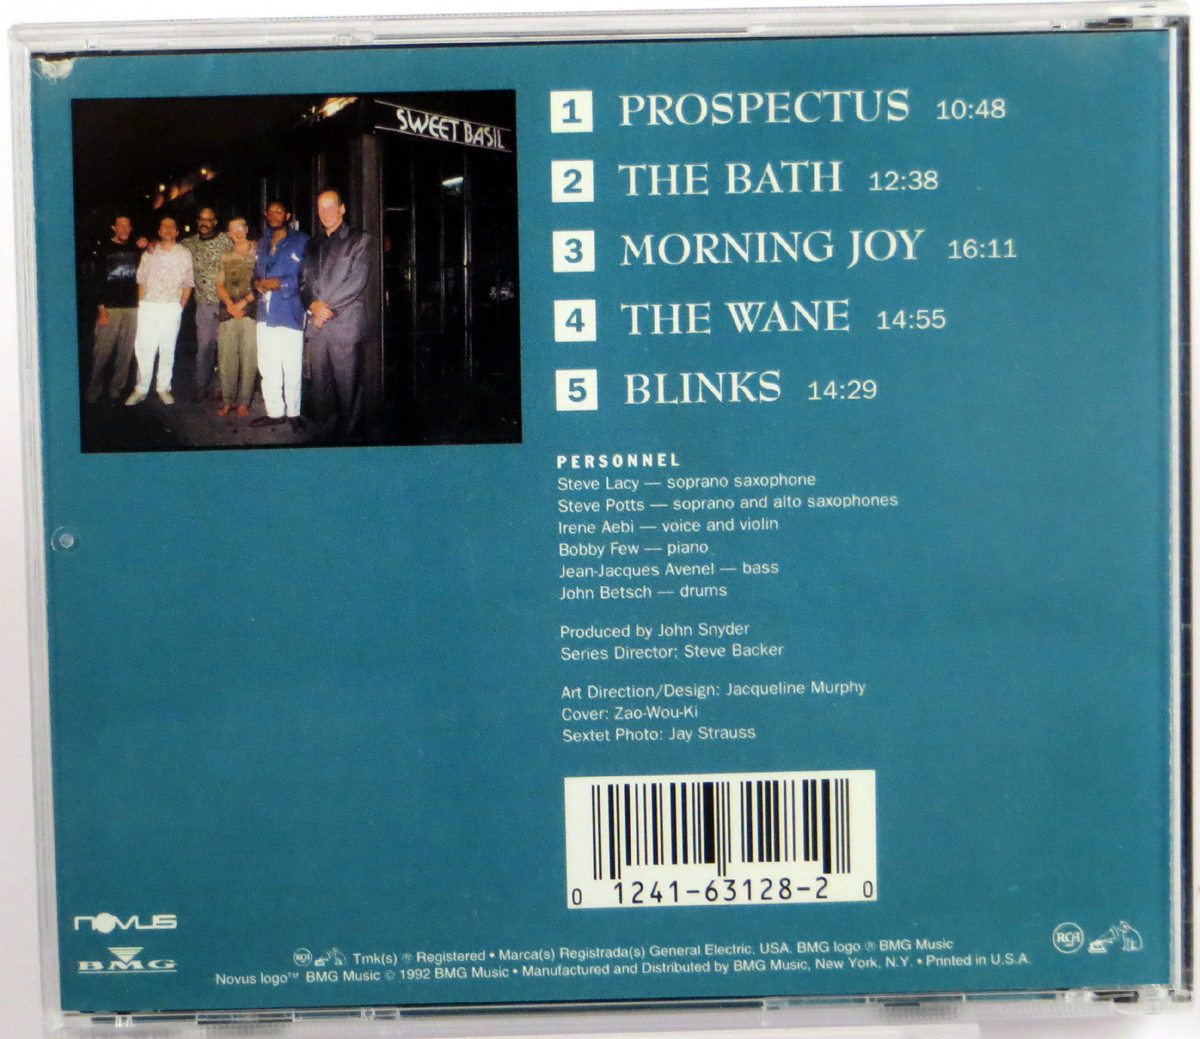 SWEET BASIL
1 PROSPECTUS 10:48
2 THE BATH 12:38
3 MORNING JOY 16:11
4 THE WANE 14:55
5 BLINKS 14:29
PERSONNEL
Steve Lacy — soprano saxophone
Steve Potts — soprano and alto saxophones
Irene Aebi — voice and violin
Bobby Few — piano
Jean-Jacques Avenel — bass
John Betsch — drums
Produced by John Snyder
Series Director: Steve Backer
Art Direction/Design: Jacqueline Murphy
Cover: Zao-Wou-Ki
Sextet Photo: Jay Strauss
0 1241-63128-2 0
NOVUS
BMG
RCA
RCA Tmk(s) ® Registered • Marca(s) Registrada(s) General Electric, USA. BMG logo ® BMG Music
Novus logo™ BMG Music © 1992 BMG Music • Manufactured and Distributed by BMG Music, New York, N.Y. • Printed in U.S.A.